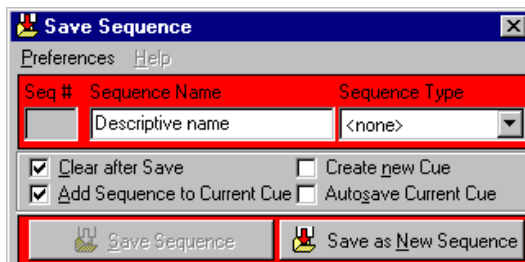 Save Sequence
Preferences Help
Seq # Sequence Name Sequence Type
Descriptive name <none>
Clear after Save Create new Cue
Add Sequence to Current Cue Autosave Current Cue
Save Sequence Save as New Sequence